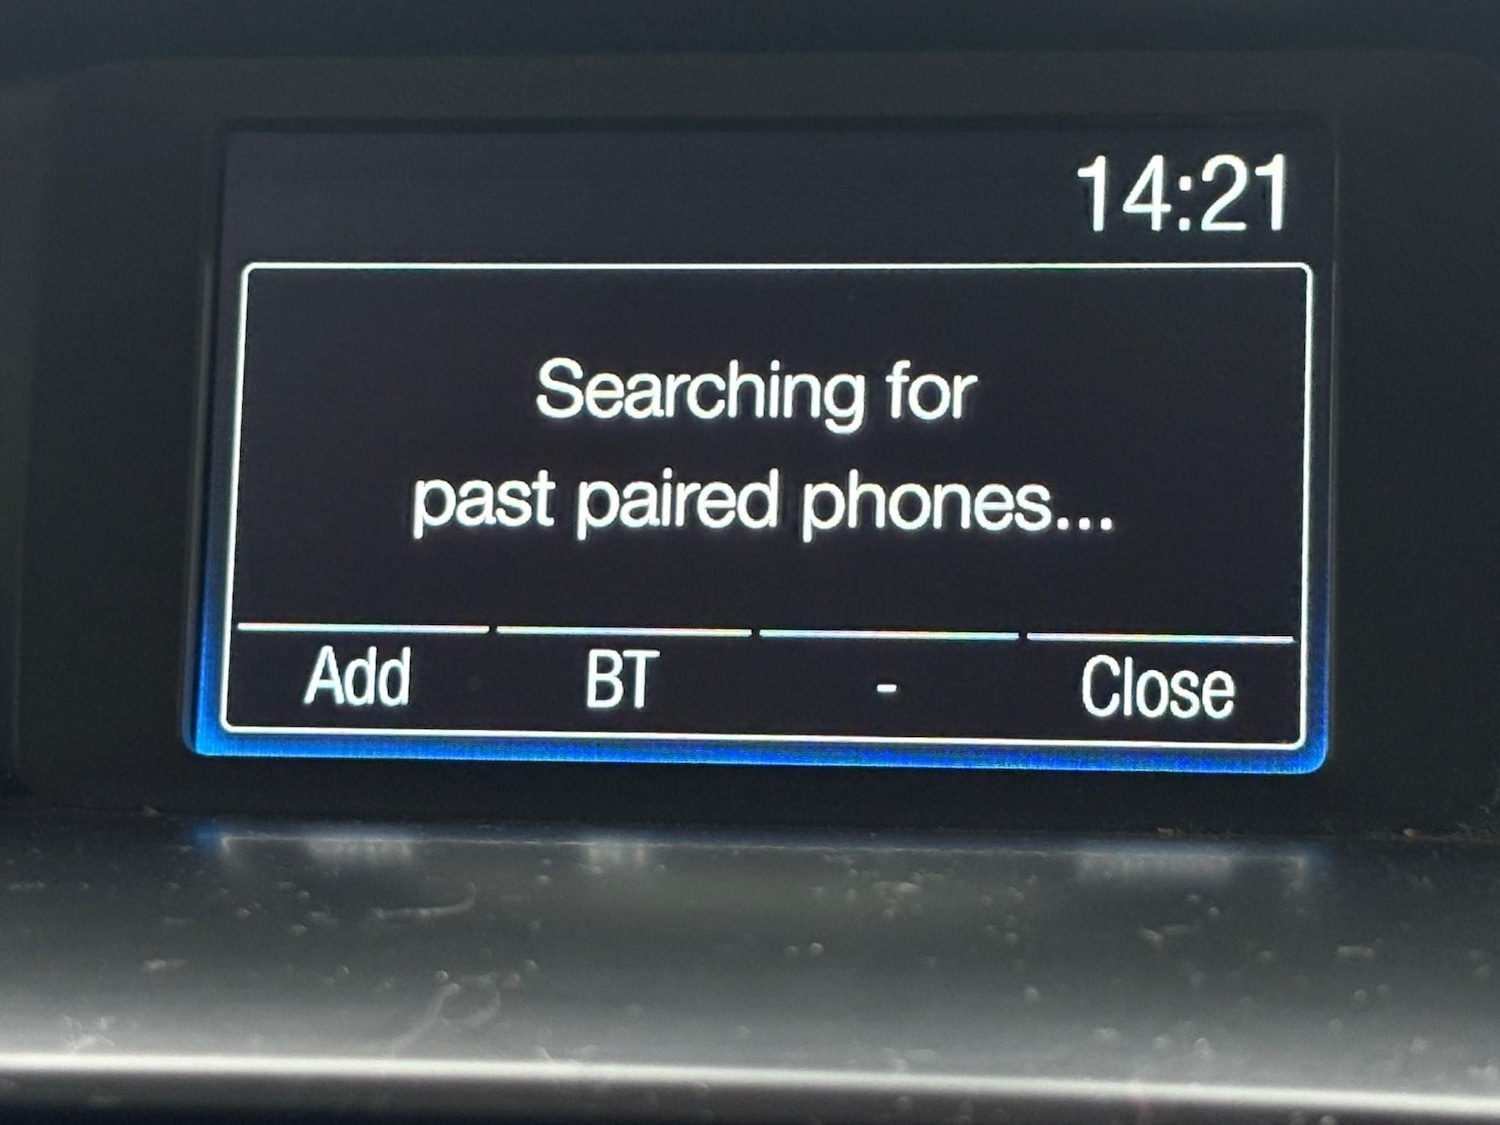 14:21
Searching for
past paired phones...
Add BT - Close